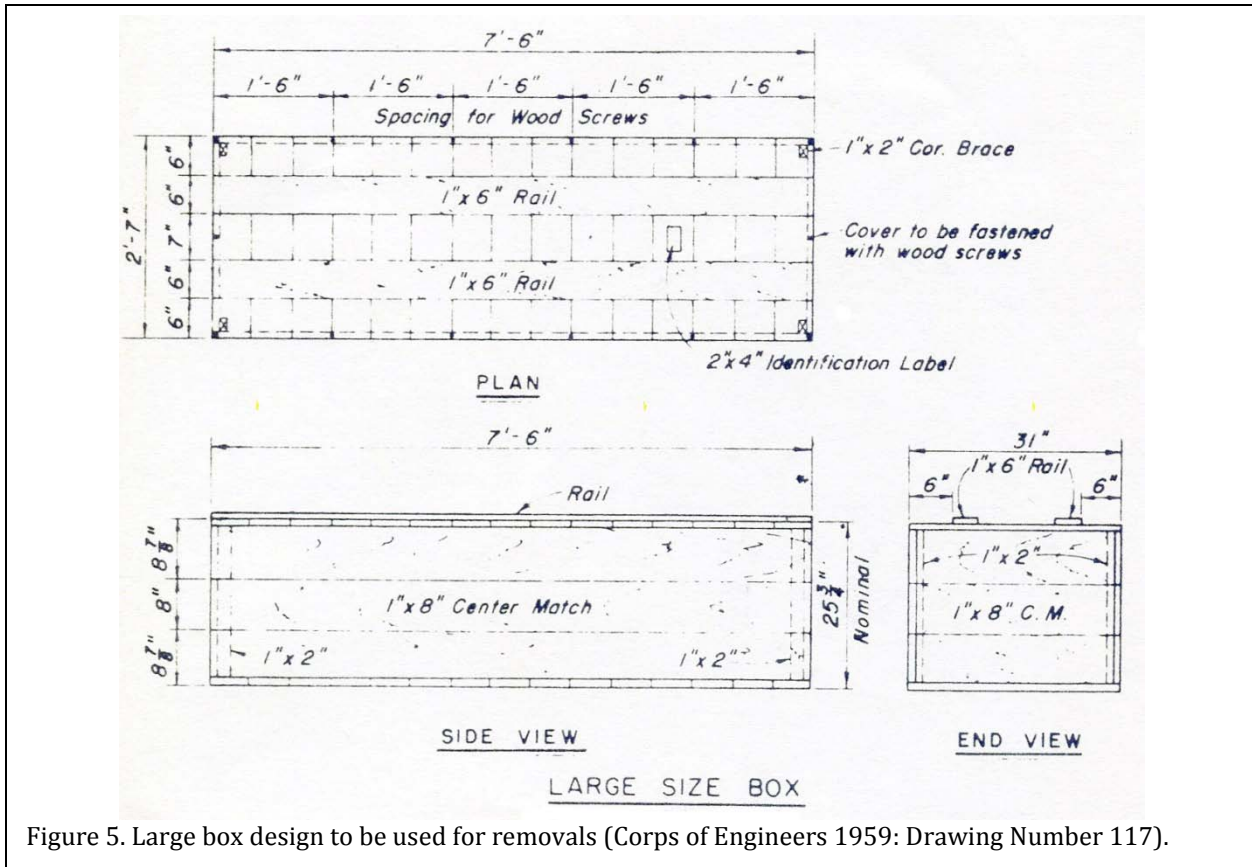 7'-6"
1'-6" 1'-6" 1'-6" 1'-6" 1'-6"
Spacing for Wood Screws
2'-7"
6"
6"
7"
6"
6"
1"x 2" Cor. Brace
1"x 6" Rail
Cover to be fastened
with wood screws
1"x 6" Rail
2"x 4" Identification Label
PLAN
7'-6"
Rail
8 7/8"
8"
8 7/8"
1"x 8" Center Match
1"x 2"
1"x 2"
25 3/4"
Nominal
SIDE VIEW
31"
1"x 6" Rail
6"
6"
1"x 2"
1"x 8" C.M.
END VIEW
LARGE SIZE BOX
Figure 5. Large box design to be used for removals (Corps of Engineers 1959: Drawing Number 117).